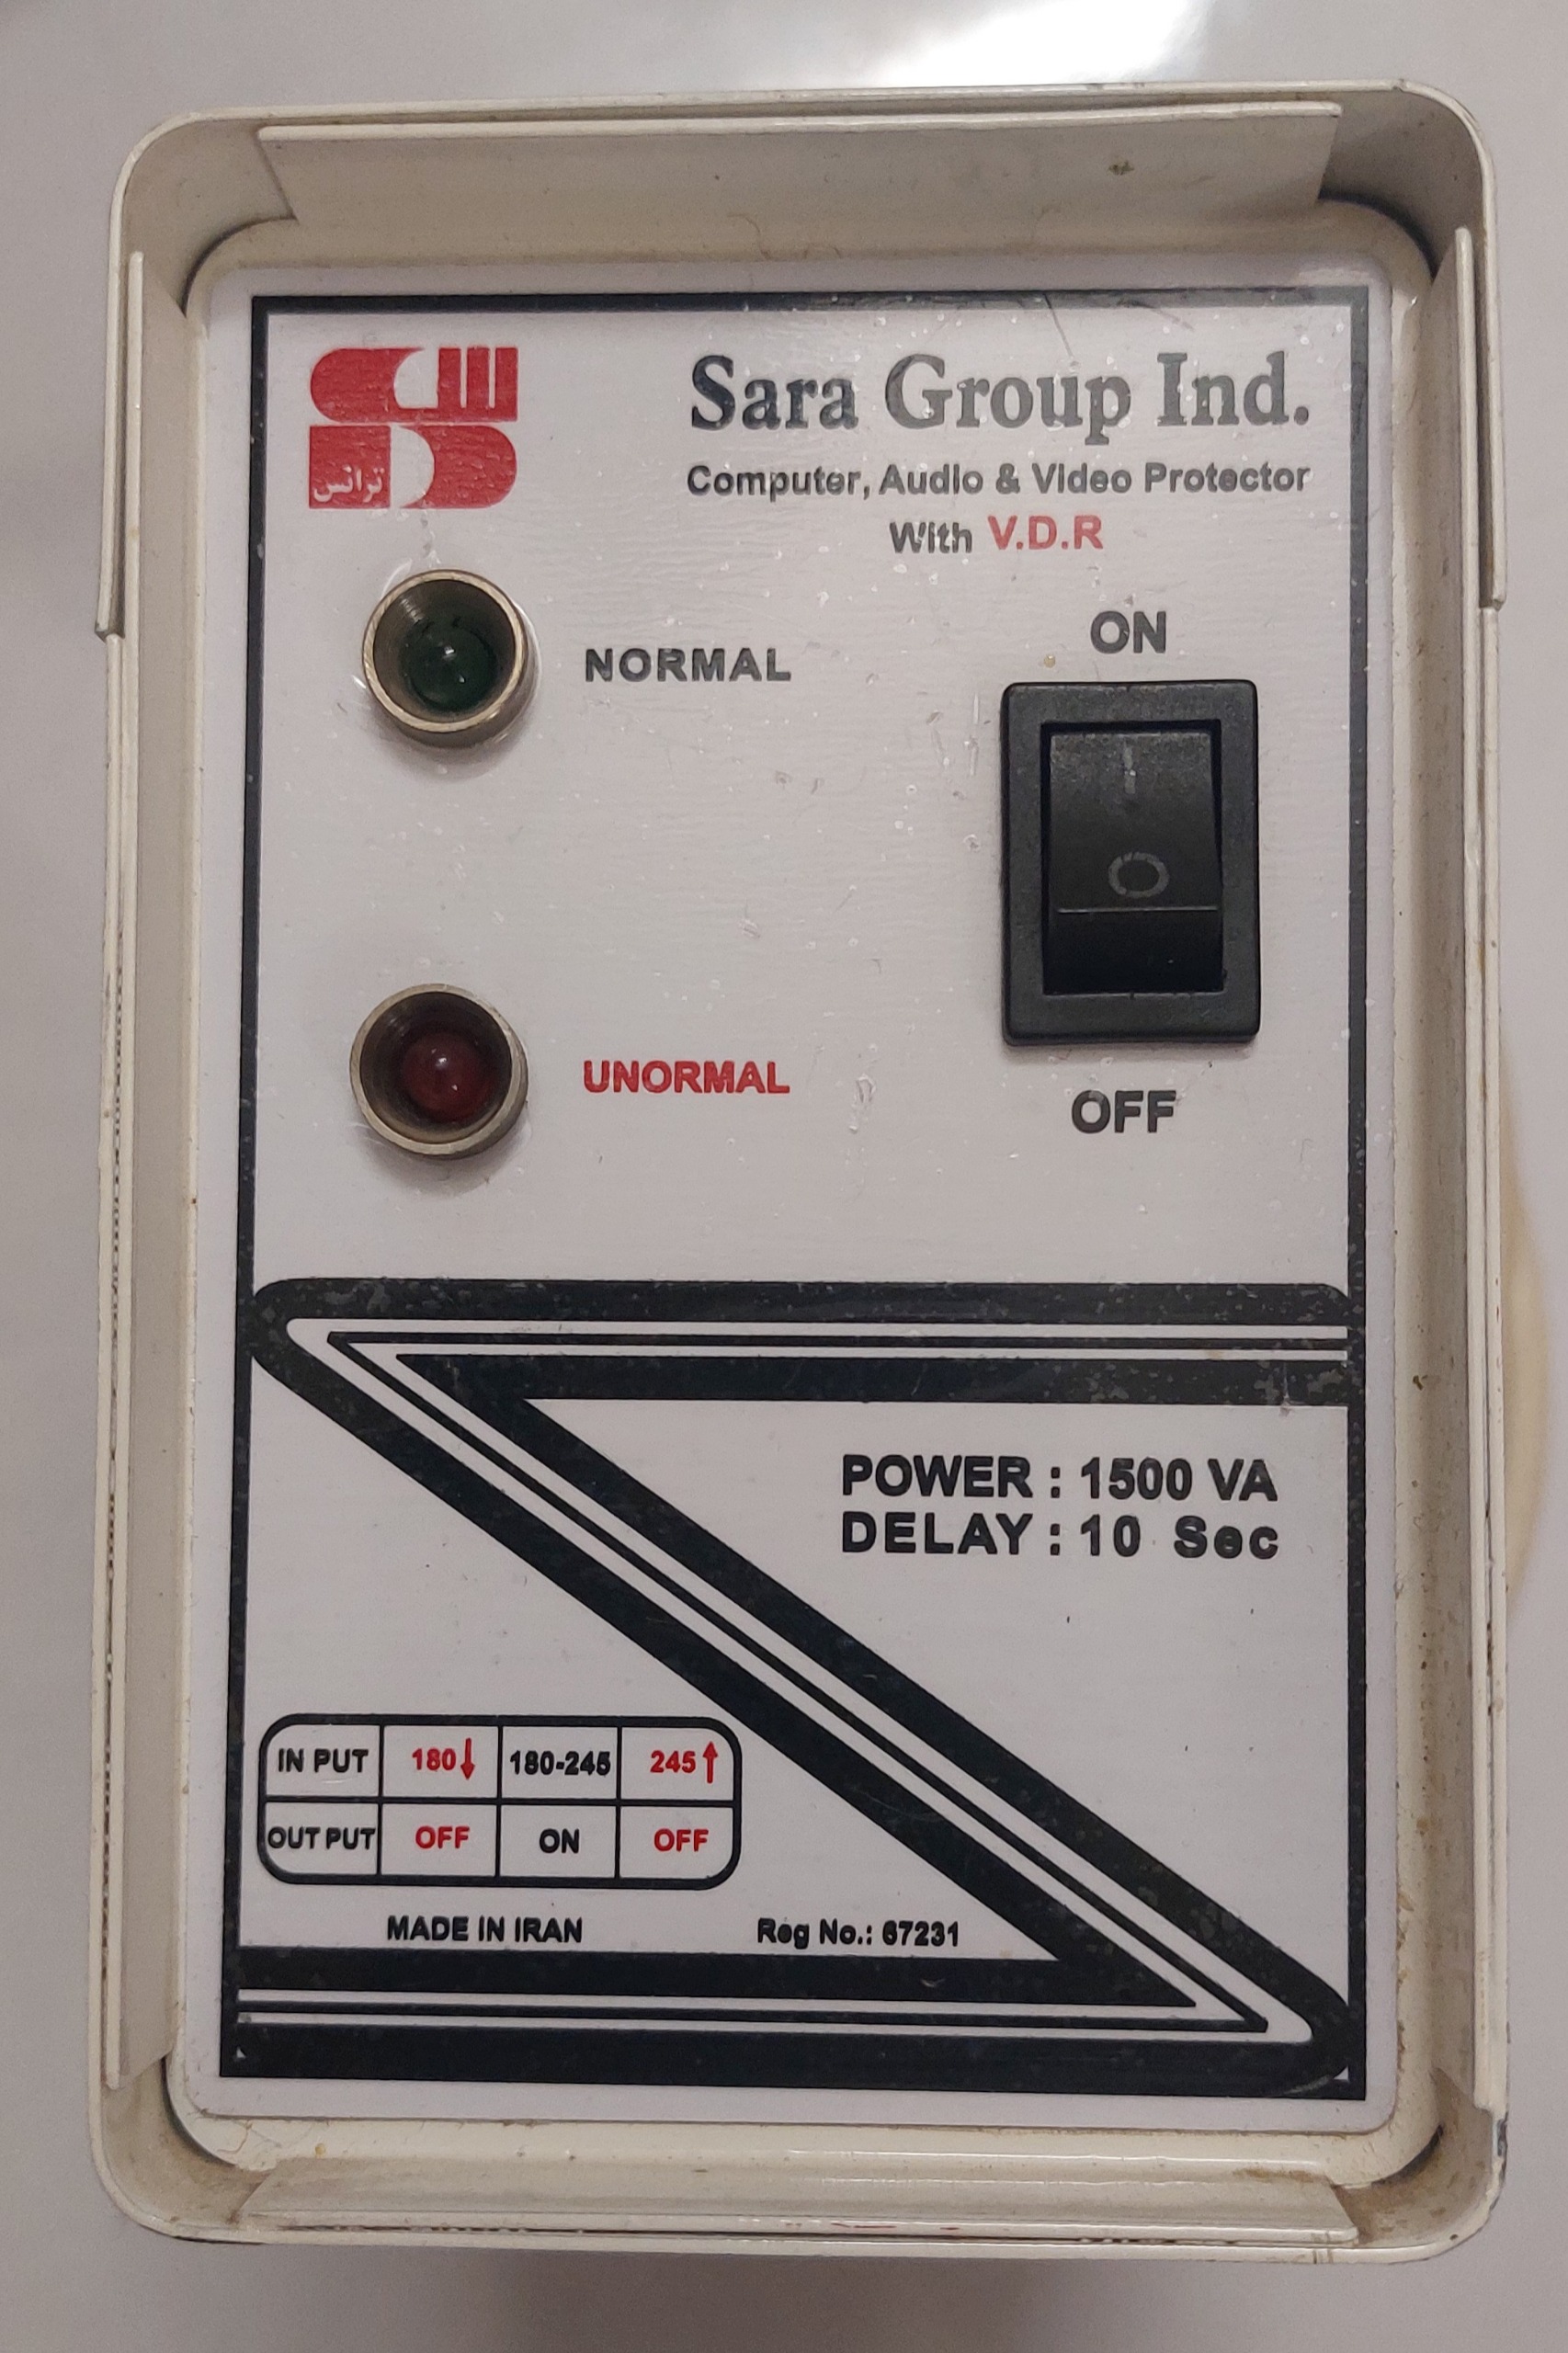 ترانس
Sara Group Ind.
Computer, Audio & Video Protector
With V.D.R
NORMAL
ON
I
O
UNORMAL
OFF
POWER : 1500 VA
DELAY : 10 Sec
IN PUT 180↓ 180-245 245↑
OUT PUT OFF ON OFF
MADE IN IRAN Reg No.: 67231